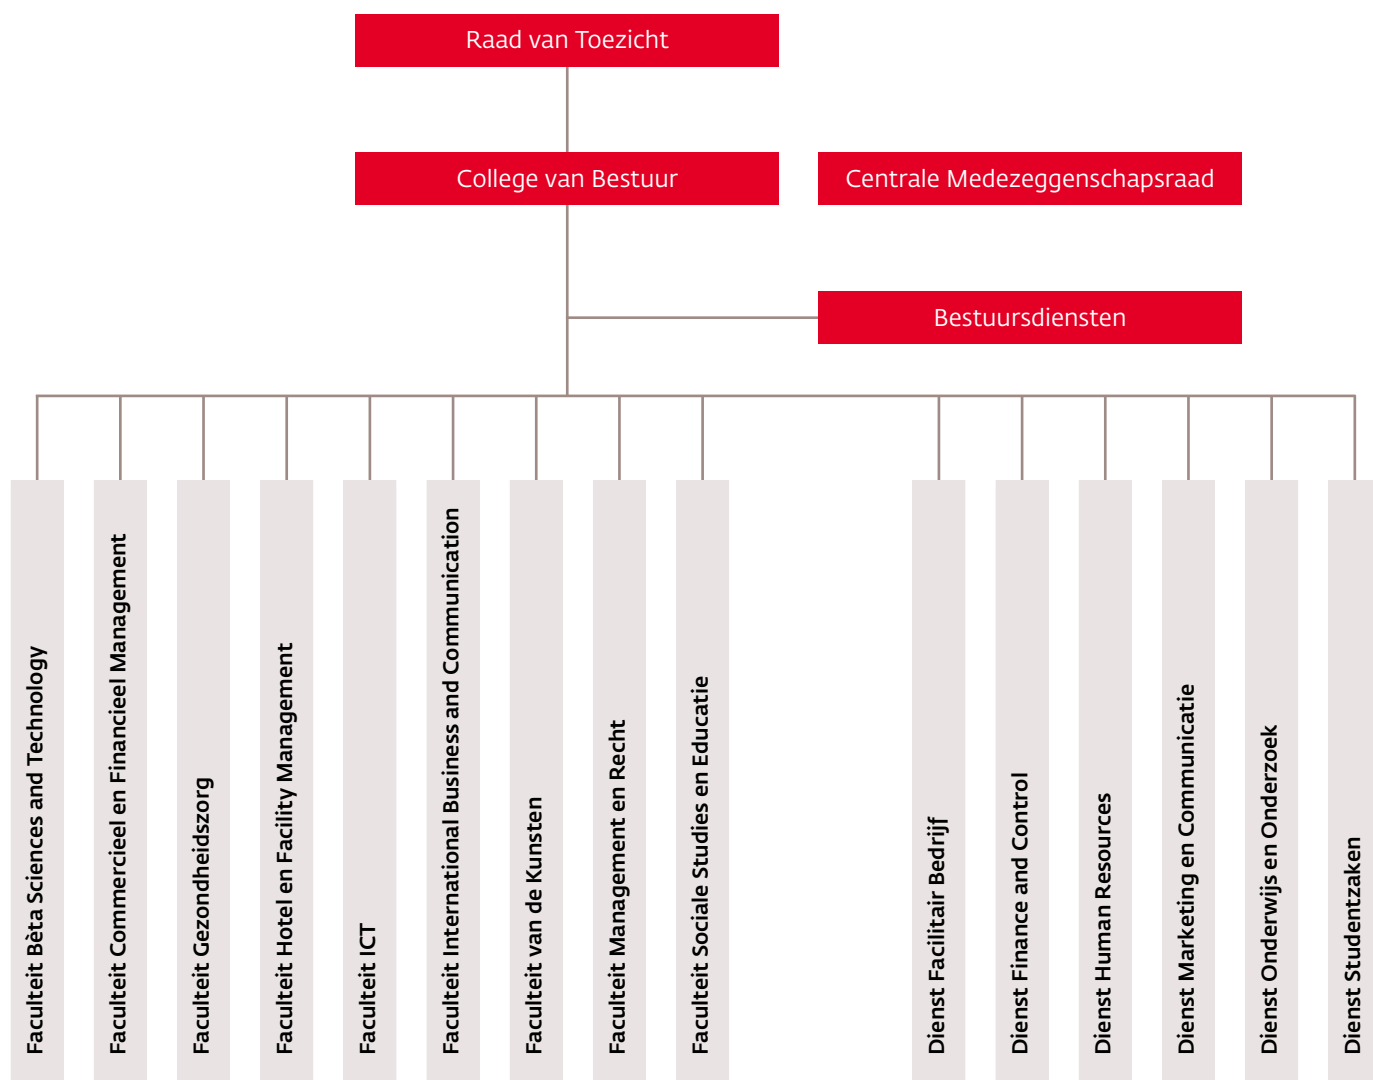 Raad van Toezicht
College van Bestuur
Centrale Medezeggenschapsraad
Bestuursdiensten
Faculteit Bèta Sciences and Technology
Faculteit Commercieel en Financieel Management
Faculteit Gezondheidszorg
Faculteit Hotel en Facility Management
Faculteit ICT
Faculteit International Business and Communication
Faculteit van de Kunsten
Faculteit Management en Recht
Faculteit Sociale Studies en Educatie
Dienst Facilitair Bedrijf
Dienst Finance and Control
Dienst Human Resources
Dienst Marketing en Communicatie
Dienst Onderwijs en Onderzoek
Dienst Studentzaken